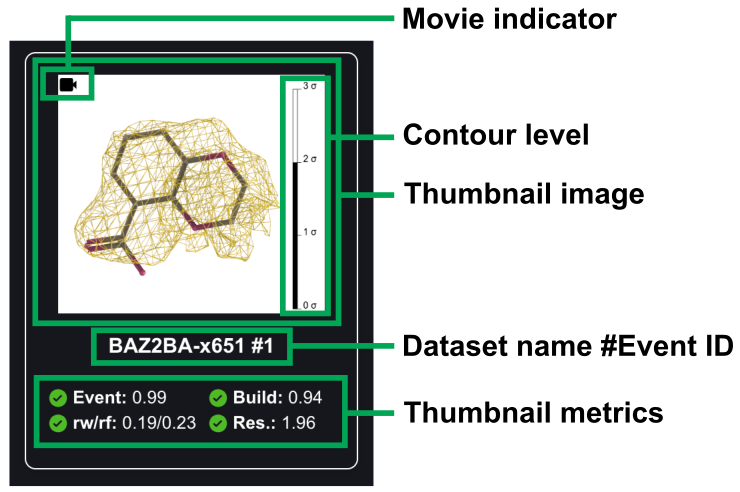 Movie indicator
3 σ
Contour level
2 σ
Thumbnail image
1 σ
0 σ
BAZ2BA-x651 #1
Dataset name #Event ID
Event: 0.99
Build: 0.94
Thumbnail metrics
rw/rf: 0.19/0.23
Res.: 1.96